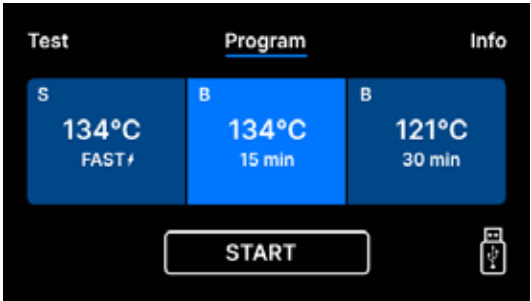 Test Program Info
S B B
134°C 134°C 121°C
FAST⚡ 15 min 30 min
START